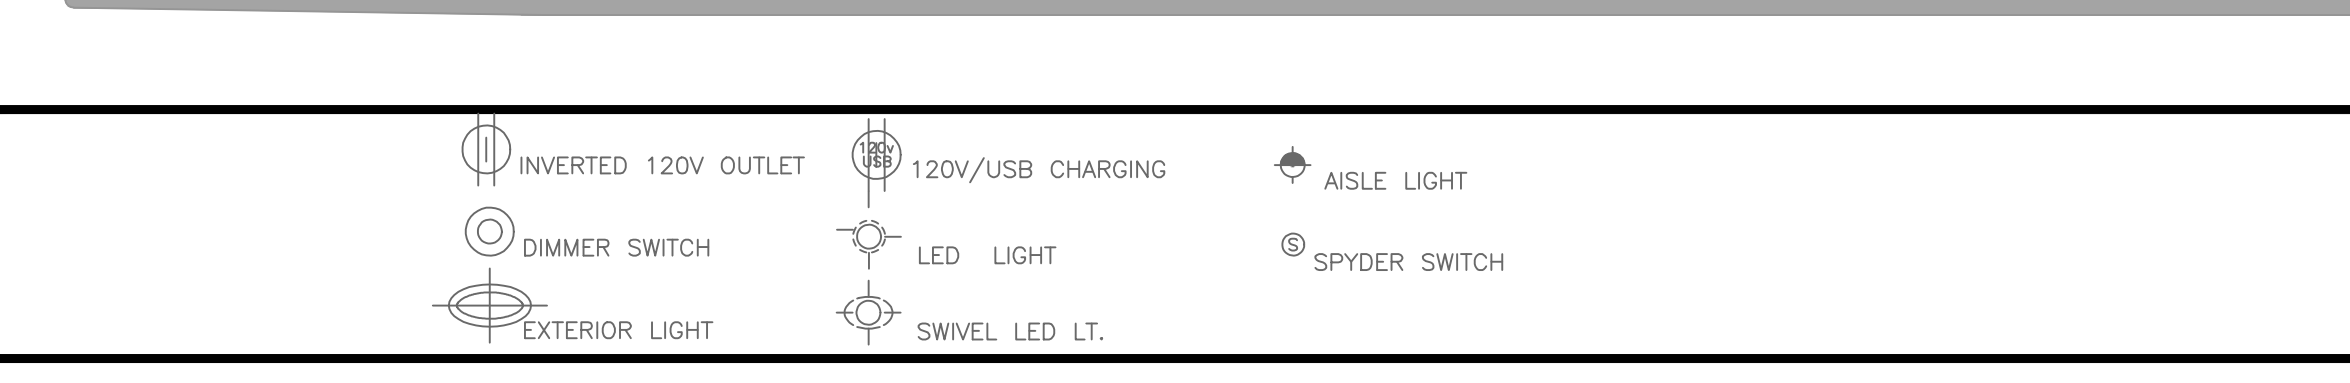 INVERTED 120V OUTLET
120v
USB
120V/USB CHARGING
AISLE LIGHT
DIMMER SWITCH
LED LIGHT
S
SPYDER SWITCH
EXTERIOR LIGHT
SWIVEL LED LT.